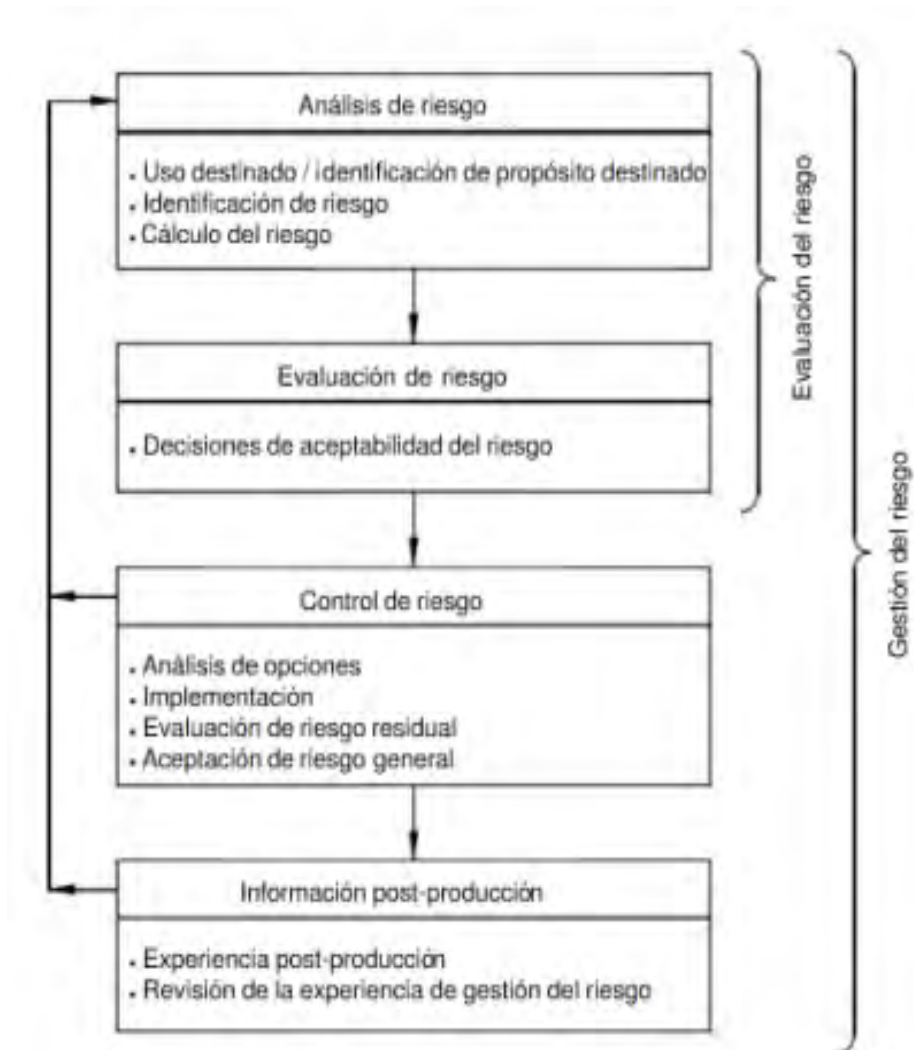 Análisis de riesgo
• Uso destinado / identificación de propósito destinado
• Identificación de riesgo
• Cálculo del riesgo
Evaluación de riesgo
• Decisiones de aceptabilidad del riesgo
Evaluación del riesgo
Control de riesgo
• Análisis de opciones
• Implementación
• Evaluación de riesgo residual
• Aceptación de riesgo general
Información post-producción
• Experiencia post-producción
• Revisión de la experiencia de gestión del riesgo
Gestión del riesgo